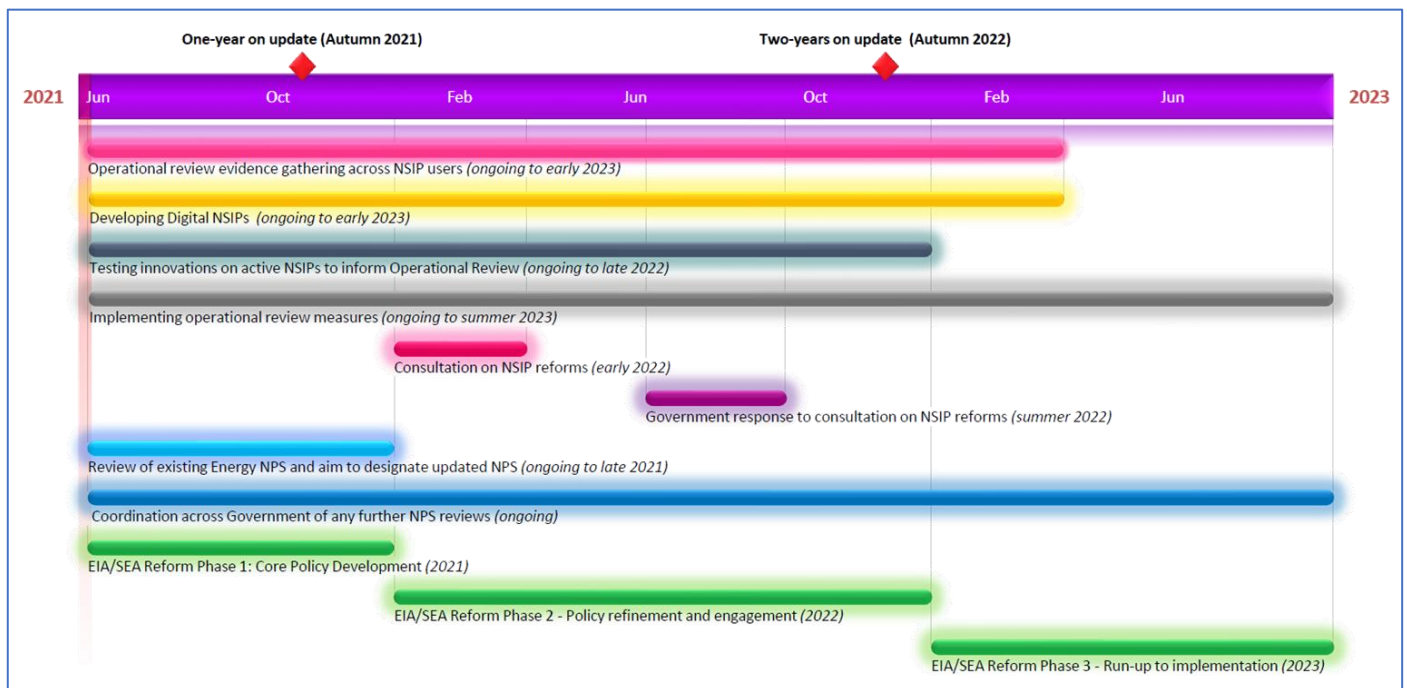 One-year on update (Autumn 2021)
Two-years on update (Autumn 2022)
2021 Jun Oct Feb Jun Oct Feb Jun 2023
Operational review evidence gathering across NSIP users (ongoing to early 2023)
Developing Digital NSIPs (ongoing to early 2023)
Testing innovations on active NSIPs to inform Operational Review (ongoing to late 2022)
Implementing operational review measures (ongoing to summer 2023)
Consultation on NSIP reforms (early 2022)
Government response to consultation on NSIP reforms (summer 2022)
Review of existing Energy NPS and aim to designate updated NPS (ongoing to late 2021)
Coordination across Government of any further NPS reviews (ongoing)
EIA/SEA Reform Phase 1: Core Policy Development (2021)
EIA/SEA Reform Phase 2 - Policy refinement and engagement (2022)
EIA/SEA Reform Phase 3 - Run-up to implementation (2023)